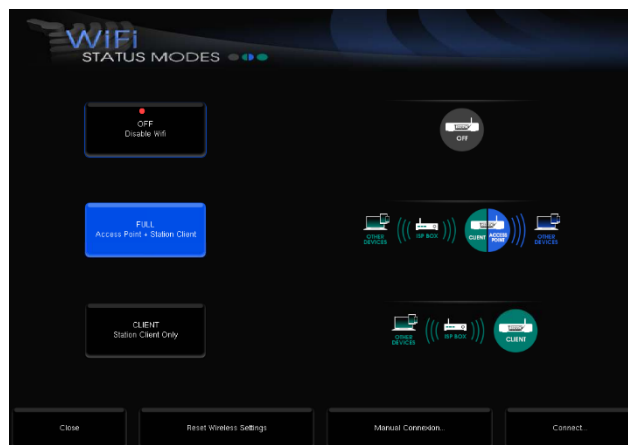 WiFi
STATUS MODES
OFF
Disable Wifi
OFF
FULL
Access Point + Station Client
OTHER
DEVICES
ISP BOX
CLIENT
ACCESS
POINT
OTHER
DEVICES
CLIENT
Station Client Only
OTHER
DEVICES
ISP BOX
CLIENT
Close
Reset Wireless Settings
Manual Connexion...
Connect...